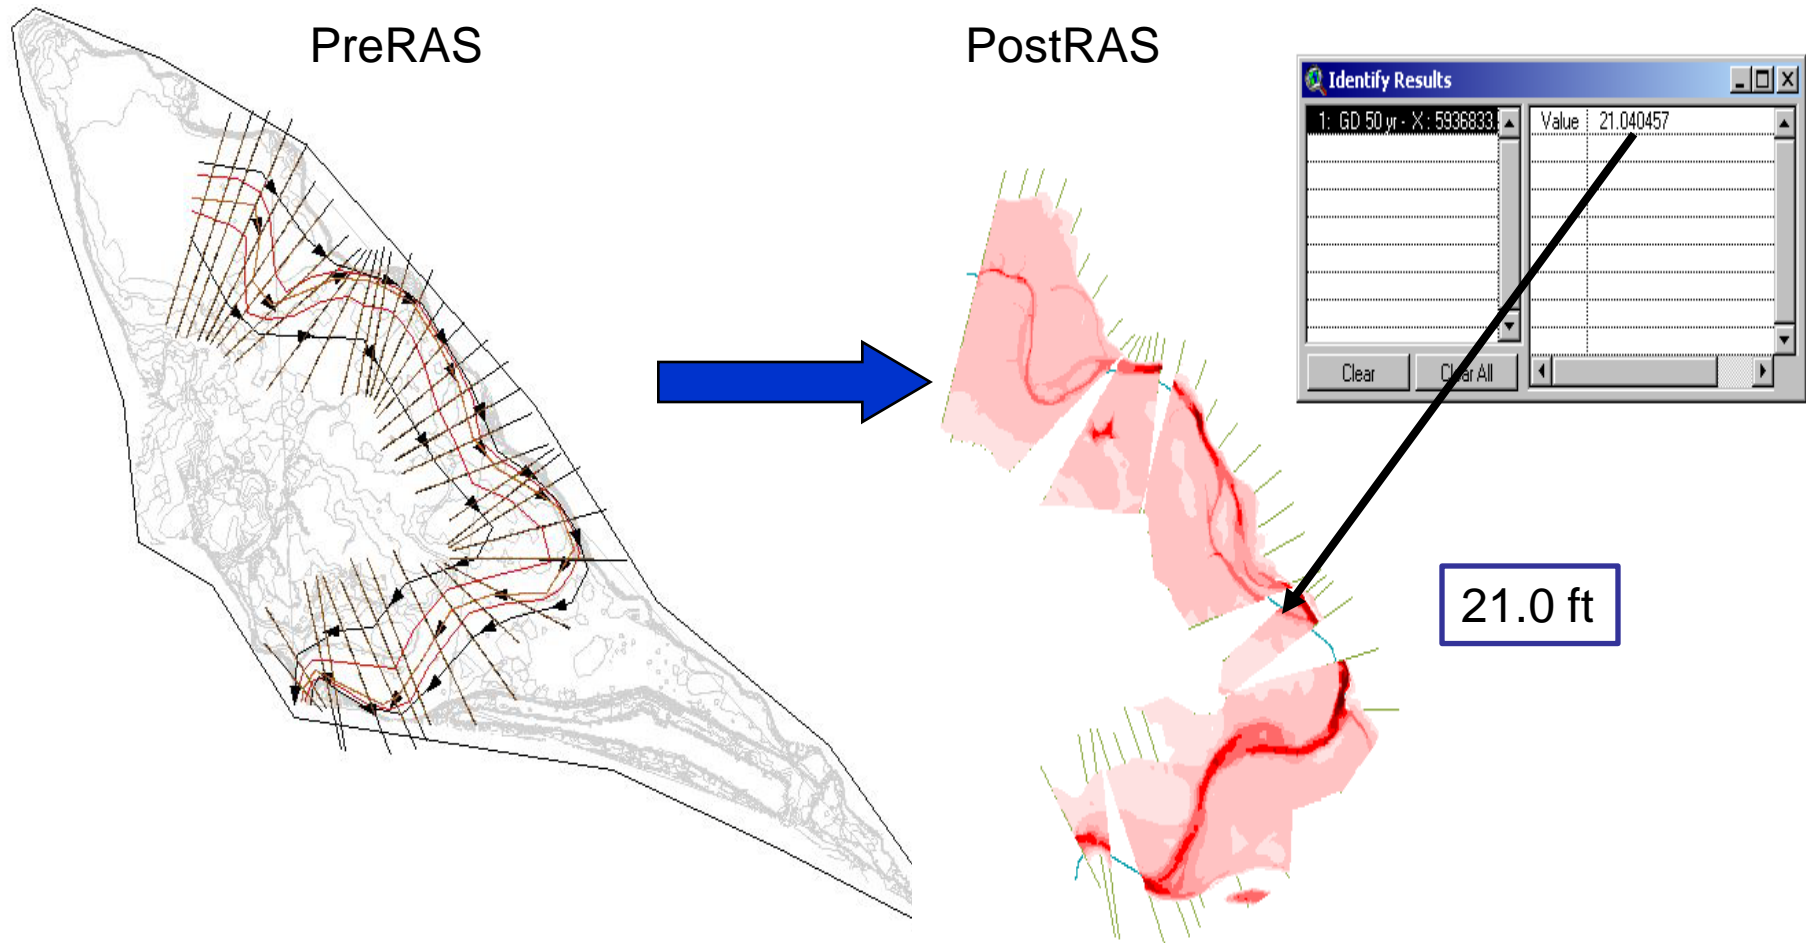 PreRAS
PostRAS
Identify Results
1: GD 50 yr - X : 5936833.
Value 21.040457
Clear
Clear All
21.0 ft